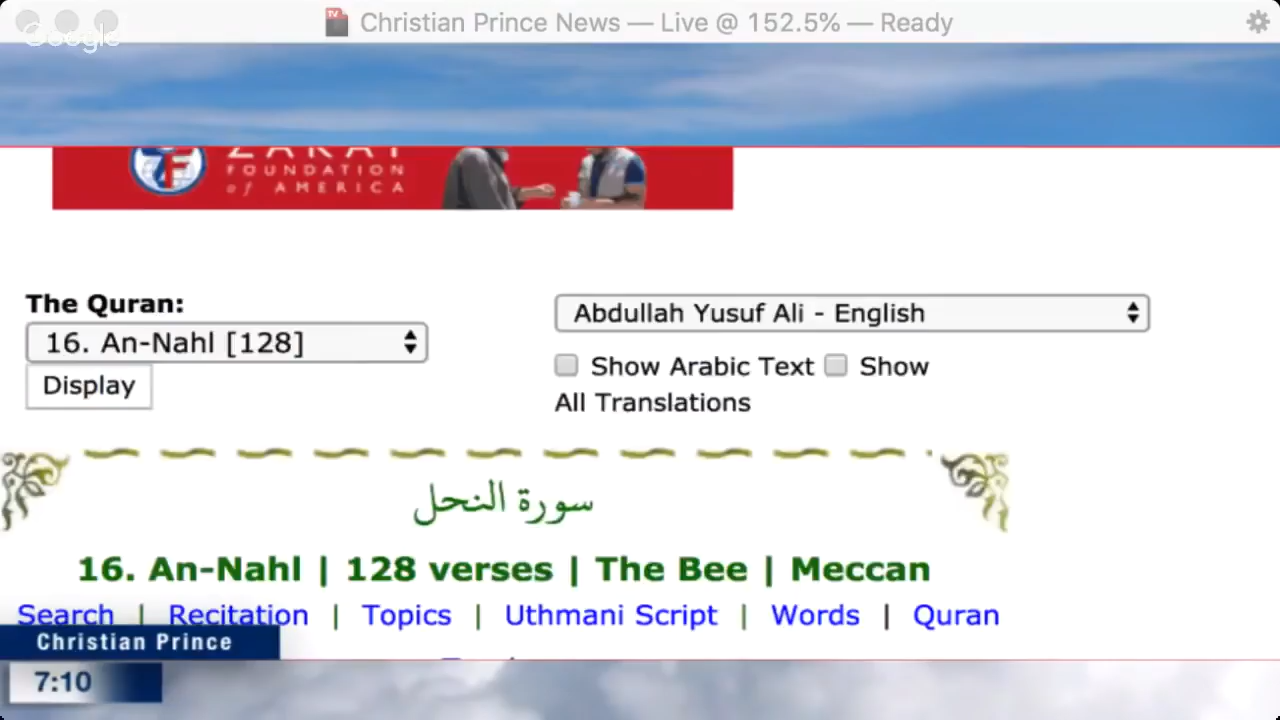 Christian Prince News — Live @ 152.5% — Ready
Google
ZAKAT
FOUNDATION
of AMERICA
The Quran:
16. An-Nahl [128]
Display
Abdullah Yusuf Ali - English
Show Arabic Text Show
All Translations
سورة النحل
16. An-Nahl | 128 verses | The Bee | Meccan
Search | Recitation | Topics | Uthmani Script | Words | Quran
Christian Prince
7:10